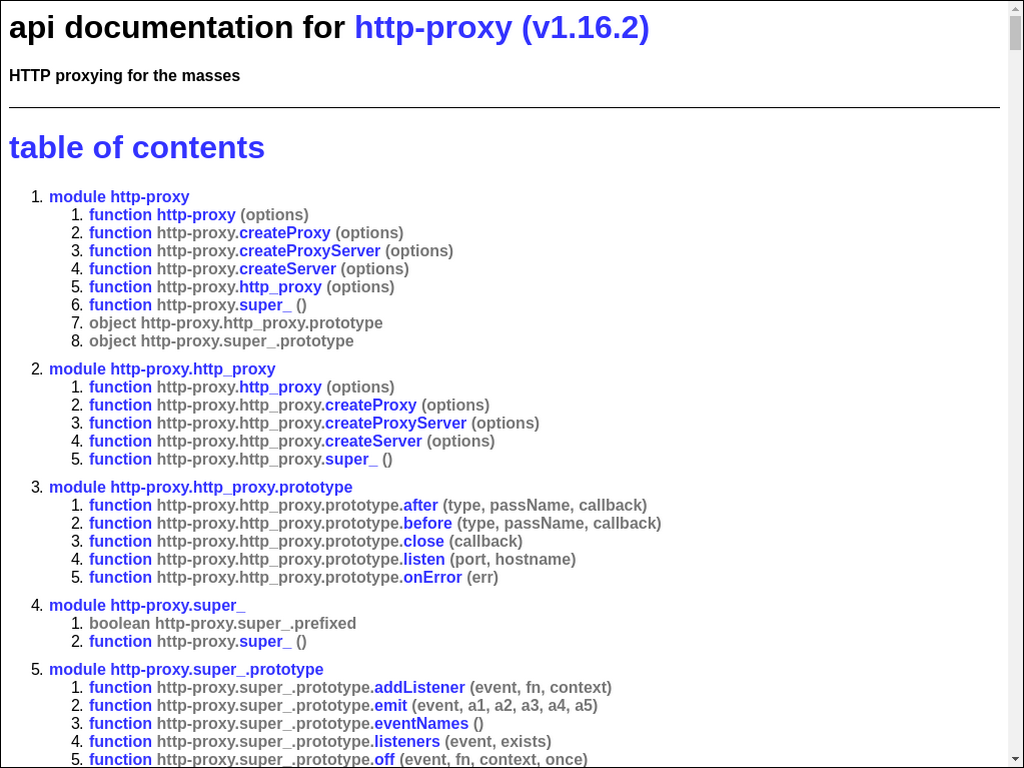 api documentation for http-proxy (v1.16.2)
HTTP proxying for the masses
table of contents
1. module http-proxy
1. function http-proxy (options)
2. function http-proxy.createProxy (options)
3. function http-proxy.createProxyServer (options)
4. function http-proxy.createServer (options)
5. function http-proxy.http_proxy (options)
6. function http-proxy.super_ ()
7. object http-proxy.http_proxy.prototype
8. object http-proxy.super_.prototype
2. module http-proxy.http_proxy
1. function http-proxy.http_proxy (options)
2. function http-proxy.http_proxy.createProxy (options)
3. function http-proxy.http_proxy.createProxyServer (options)
4. function http-proxy.http_proxy.createServer (options)
5. function http-proxy.http_proxy.super_ ()
3. module http-proxy.http_proxy.prototype
1. function http-proxy.http_proxy.prototype.after (type, passName, callback)
2. function http-proxy.http_proxy.prototype.before (type, passName, callback)
3. function http-proxy.http_proxy.prototype.close (callback)
4. function http-proxy.http_proxy.prototype.listen (port, hostname)
5. function http-proxy.http_proxy.prototype.onError (err)
4. module http-proxy.super_
1. boolean http-proxy.super_.prefixed
2. function http-proxy.super_ ()
5. module http-proxy.super_.prototype
1. function http-proxy.super_.prototype.addListener (event, fn, context)
2. function http-proxy.super_.prototype.emit (event, a1, a2, a3, a4, a5)
3. function http-proxy.super_.prototype.eventNames ()
4. function http-proxy.super_.prototype.listeners (event, exists)
5. function http-proxy.super_.prototype.off (event, fn, context, once)